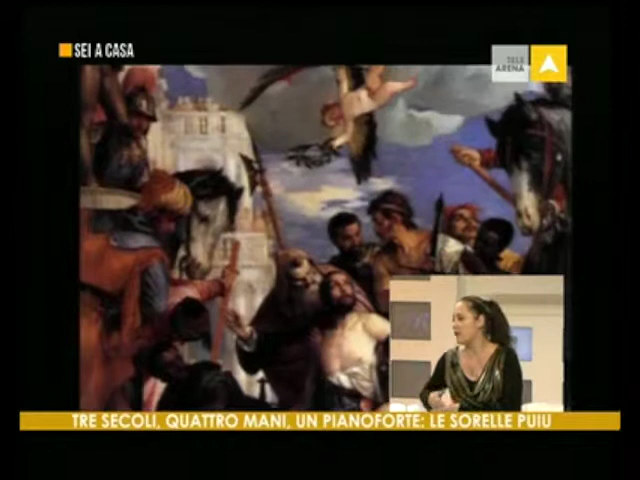 SEI A CASA
TELE
ARENA
TRE SECOLI, QUATTRO MANI, UN PIANOFORTE: LE SORELLE PUIU